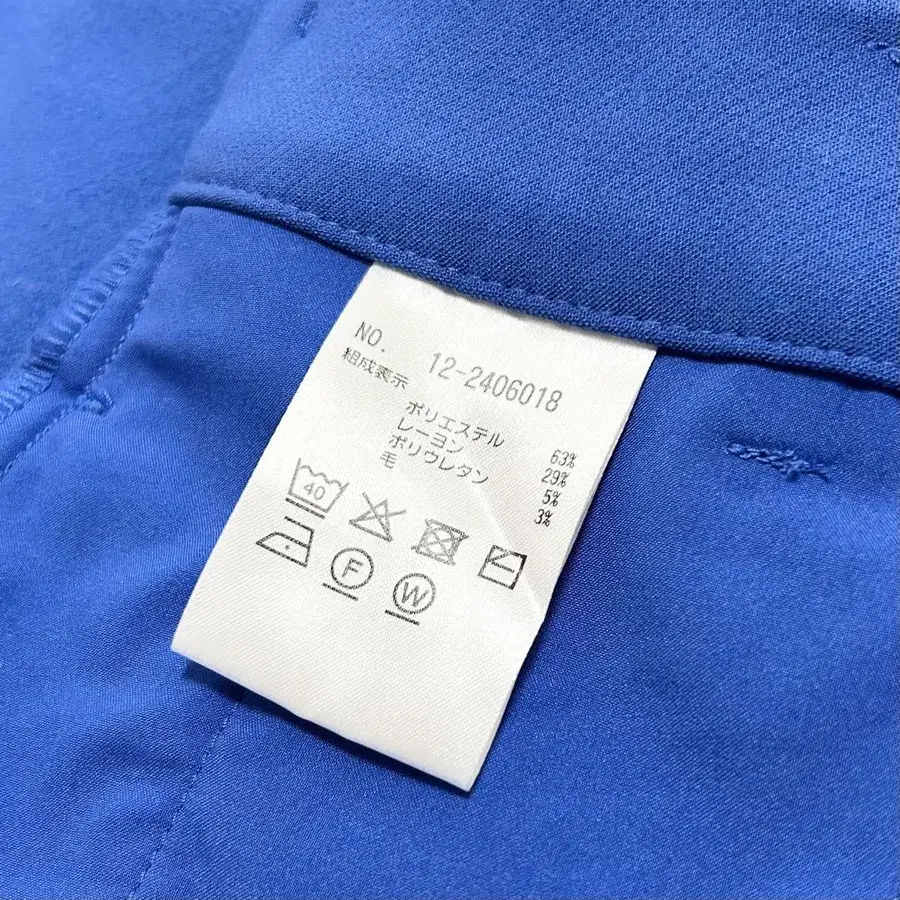 NO. 12-2406018
組成表示
ポリエステル 63%
レーヨン 29%
ポリウレタン 5%
毛 3%
40
F
W